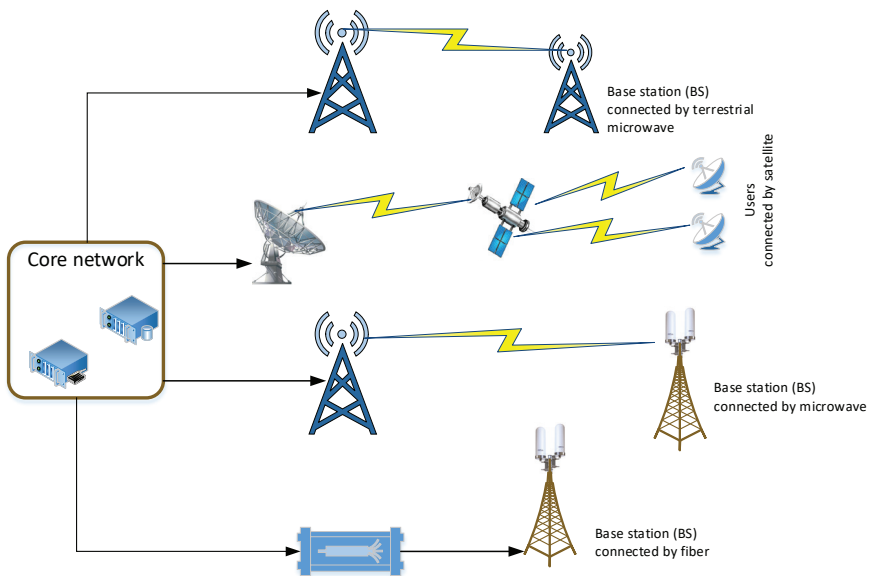 Base station (BS)
connected by terrestrial
microwave
Users
connected by satellite
Core network
Base station (BS)
connected by microwave
Base station (BS)
connected by fiber